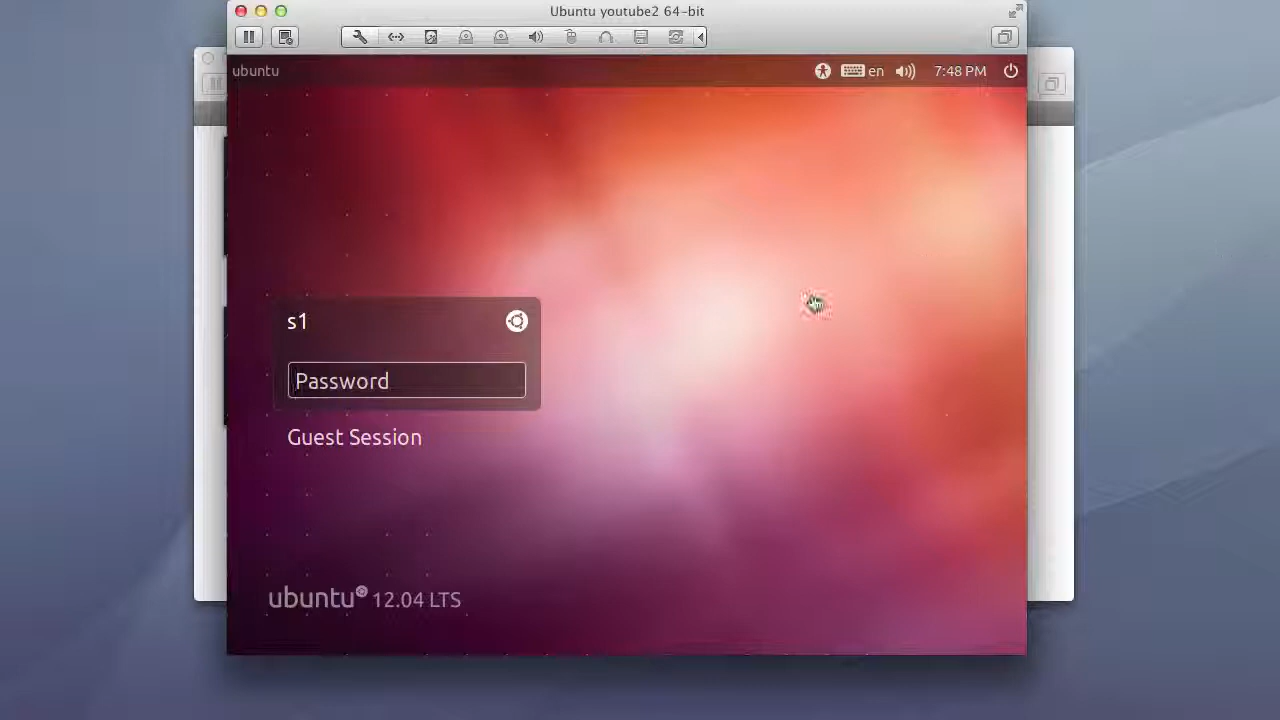 Ubuntu youtube2 64-bit
ubuntu
en
7:48 PM
s1
Password
Guest Session
ubuntu 12.04 LTS